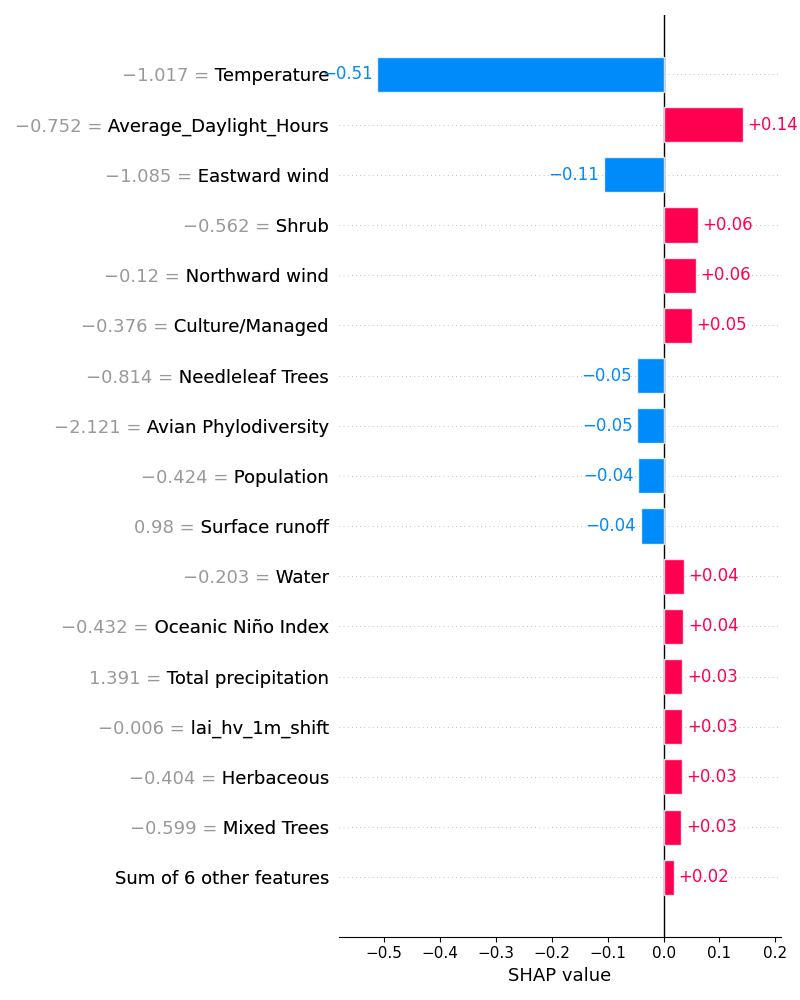 −1.017 = Temperature −0.51
−0.752 = Average_Daylight_Hours +0.14
−1.085 = Eastward wind −0.11
−0.562 = Shrub +0.06
−0.12 = Northward wind +0.06
−0.376 = Culture/Managed +0.05
−0.814 = Needleleaf Trees −0.05
−2.121 = Avian Phylodiversity −0.05
−0.424 = Population −0.04
0.98 = Surface runoff −0.04
−0.203 = Water +0.04
−0.432 = Oceanic Niño Index +0.04
1.391 = Total precipitation +0.03
−0.006 = lai_hv_1m_shift +0.03
−0.404 = Herbaceous +0.03
−0.599 = Mixed Trees +0.03
Sum of 6 other features +0.02
−0.5 −0.4 −0.3 −0.2 −0.1 0.0 0.1 0.2
SHAP value